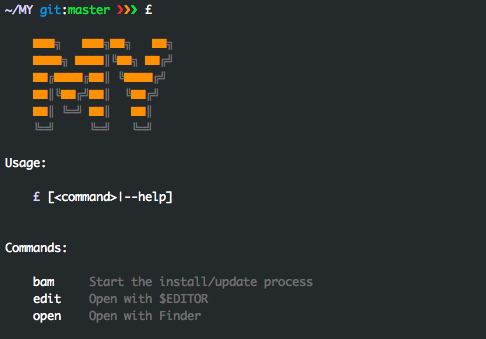 ~/MY git:master ❯❯❯ £
MY
Usage:
£ [<command>|--help]
Commands:
bam Start the install/update process
edit Open with $EDITOR
open Open with Finder